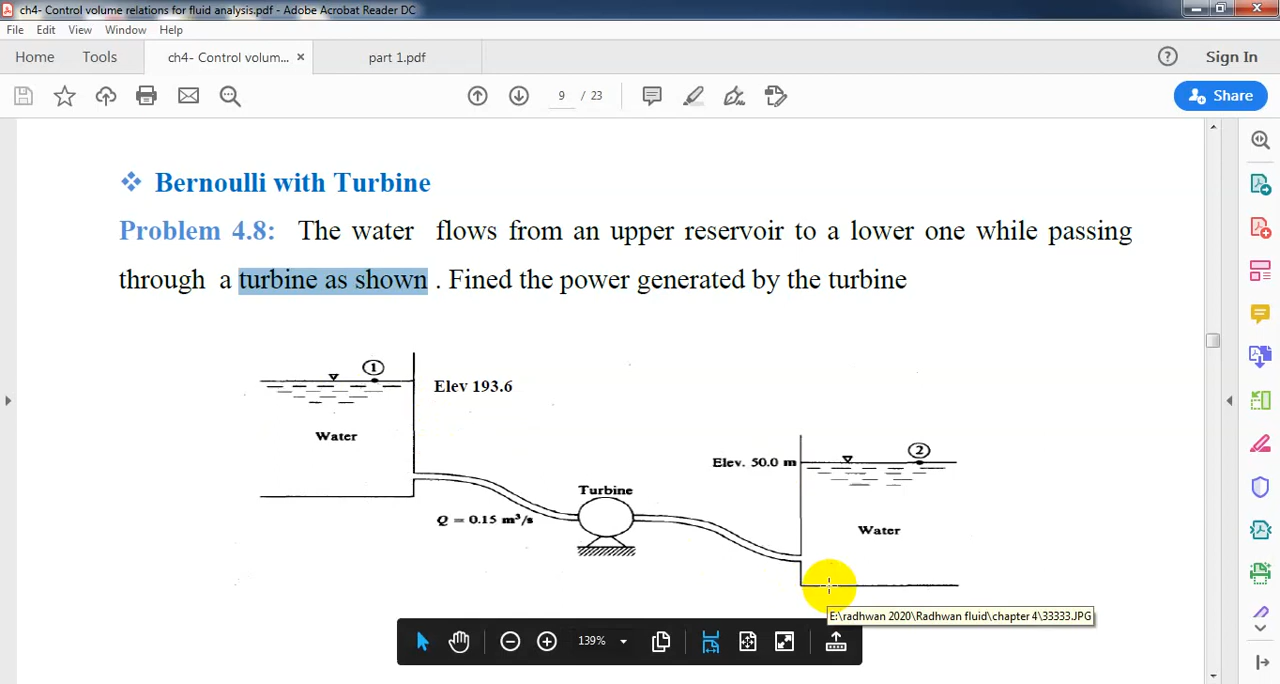 ch4- Control volume relations for fluid analysis.pdf - Adobe Acrobat Reader DC
File Edit View Window Help
Home Tools ch4- Control volum... × part 1.pdf ? Sign In
9 / 23 Share
❖ Bernoulli with Turbine
Problem 4.8: The water flows from an upper reservoir to a lower one while passing
through a turbine as shown . Fined the power generated by the turbine
1
Elev 193.6
Water
2
Elev. 50.0 m
Turbine
Q = 0.15 m³/s
Water
E:\radhwan 2020\Radhwan fluid\chapter 4\33333.JPG
139%